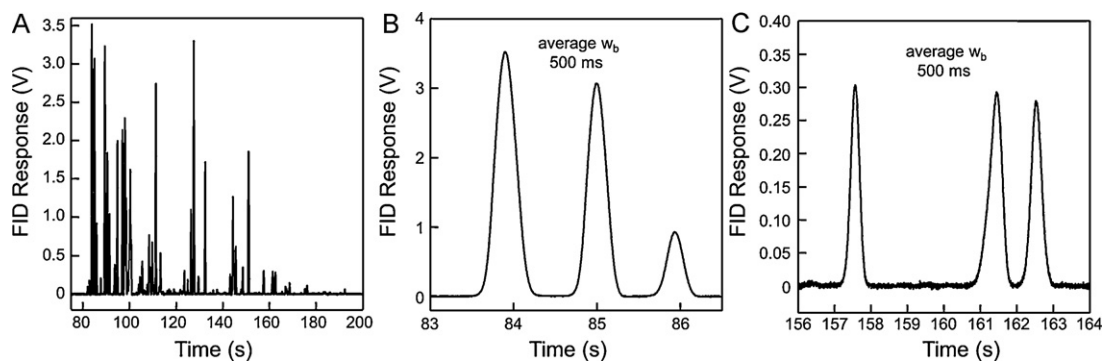 A
FID Response (V)
3.5
3.0
2.5
2.0
1.5
1.0
0.5
0
80 100 120 140 160 180 200
Time (s)
B
FID Response (V)
4
3
2
1
0
average w_b
500 ms
83 84 85 86
Time (s)
C
FID Response (V)
0.40
0.35
0.30
0.25
0.20
0.15
0.10
0.05
0
average w_b
500 ms
156 157 158 159 160 161 162 163 164
Time (s)